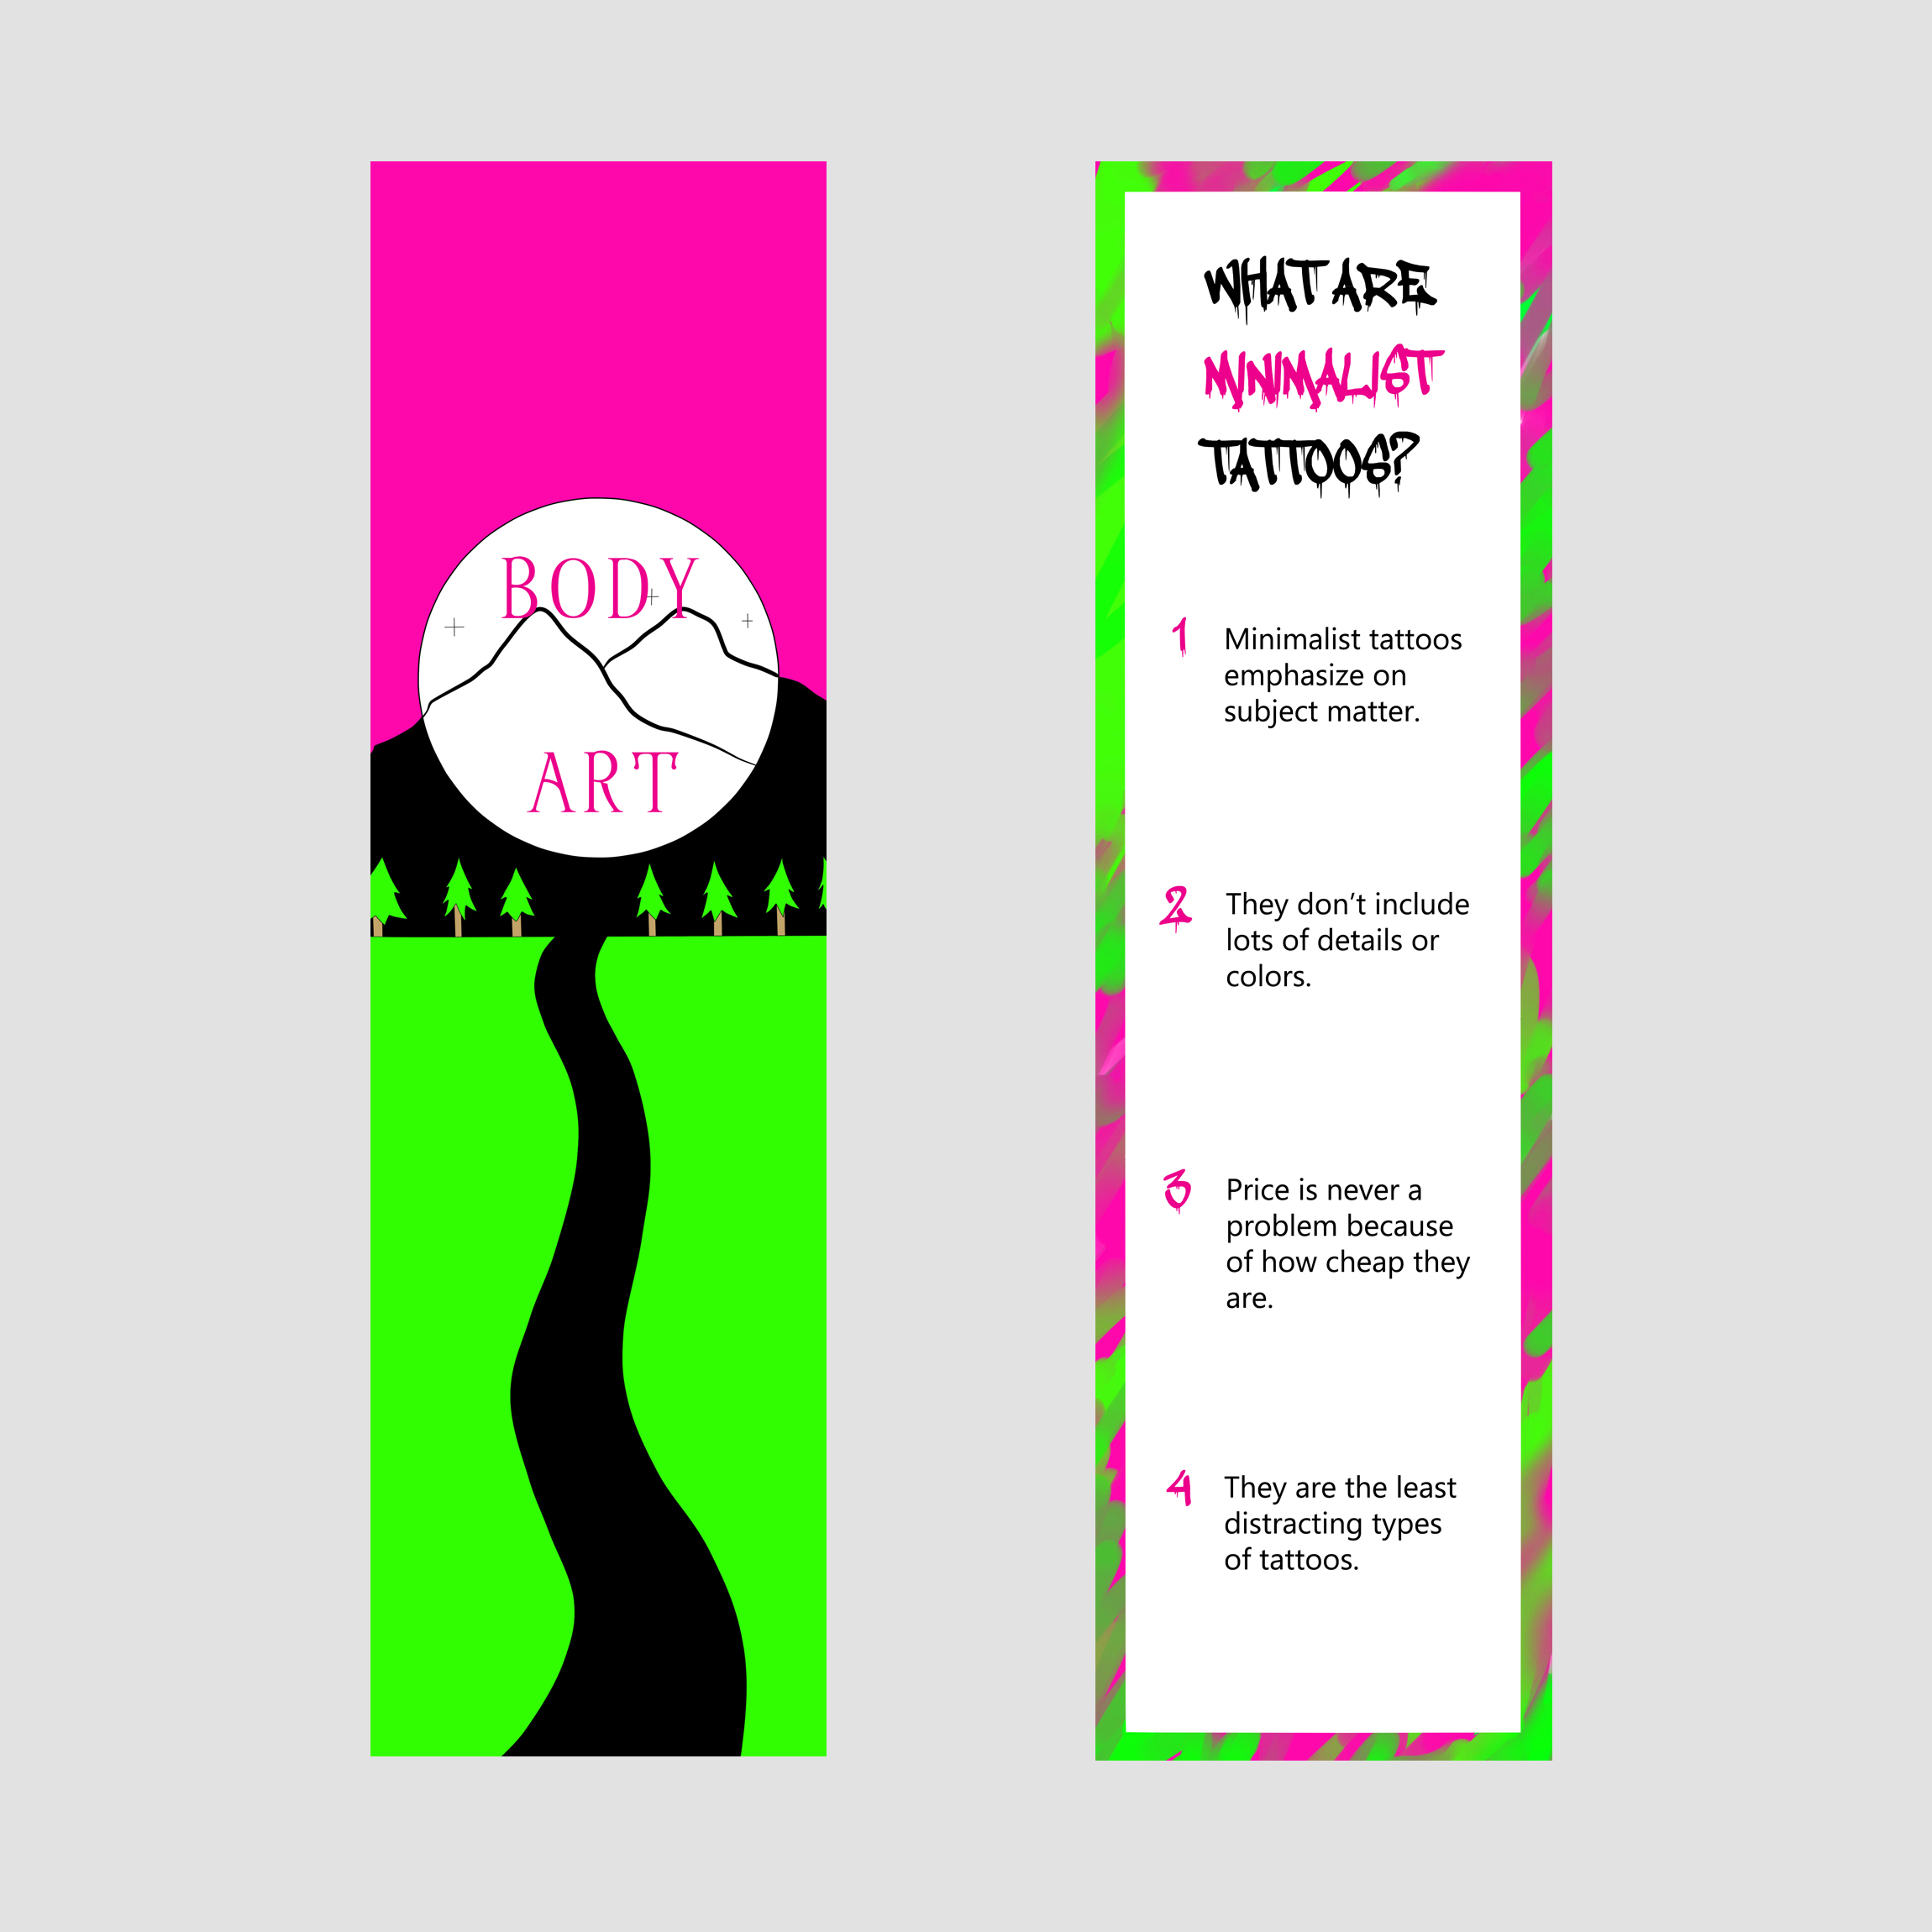 BODY
ART
WHAT ARE
MINIMALIST
TATTOOS?
1
Minimalist tattoos
emphasize on
subject matter.
2
They don’t include
lots of details or
colors.
3
Price is never a
problem because
of how cheap they
are.
4
They are the least
distracting types
of tattoos.